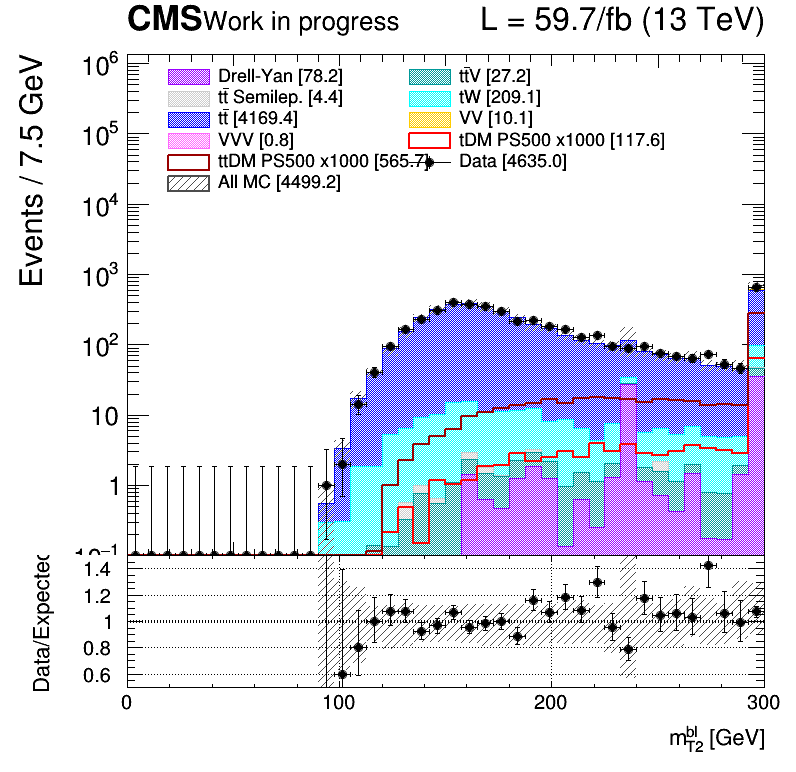 CMS Work in progress L = 59.7/fb (13 TeV)
Events / 7.5 GeV
10⁶
10⁵
10⁴
10³
10²
10
1
10⁻¹
Drell-Yan [78.2]
tt̄V [27.2]
tt̄ Semilep. [4.4]
tW [209.1]
tt̄ [4169.4]
VV [10.1]
VVV [0.8]
tDM PS500 x1000 [117.6]
ttDM PS500 x1000 [565.7]
Data [4635.0]
All MC [4499.2]
Data/Expected
1.4
1.2
1
0.8
0.6
0 100 200 300
m_T2^bl [GeV]